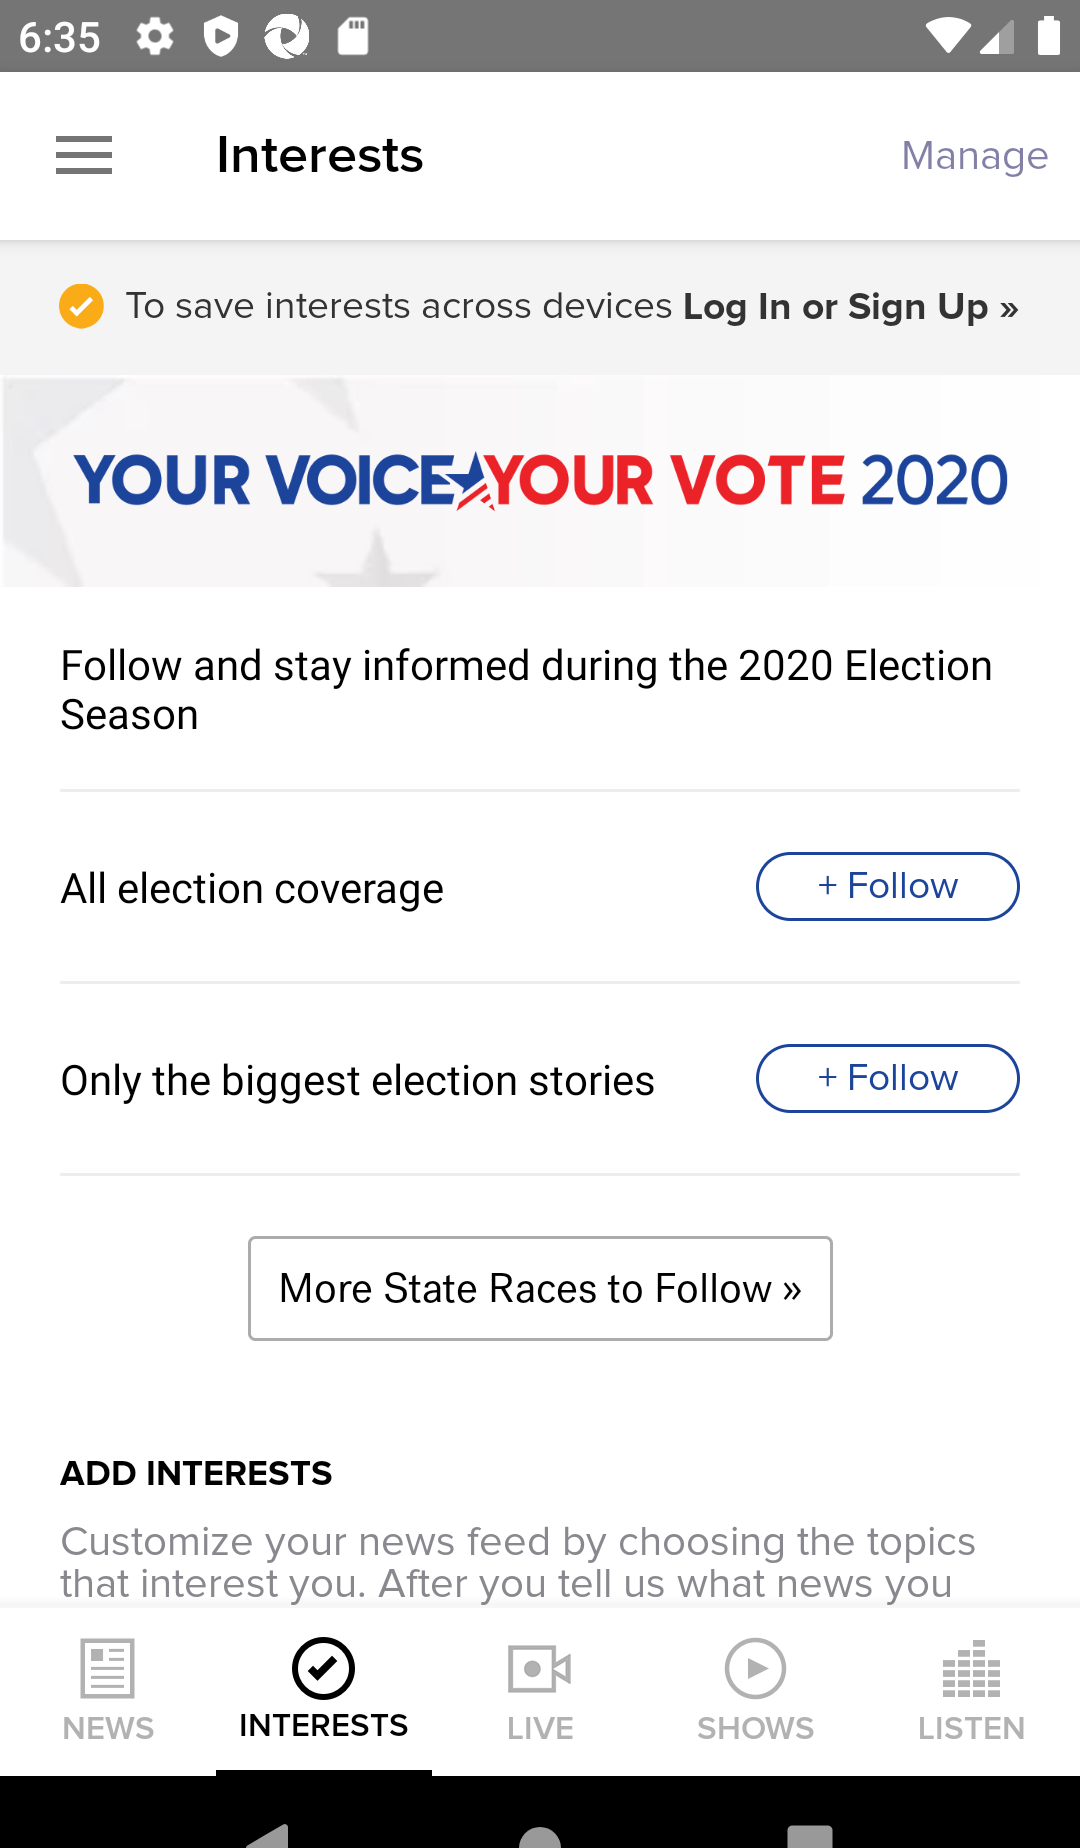 6:35
Interests
Manage
To save interests across devices Log In or Sign Up »
YOUR VOICE YOUR VOTE 2020
Follow and stay informed during the 2020 Election
Season
All election coverage
+ Follow
Only the biggest election stories
+ Follow
More State Races to Follow »
ADD INTERESTS
Customize your news feed by choosing the topics
that interest you. After you tell us what news you
NEWS
INTERESTS
LIVE
SHOWS
LISTEN